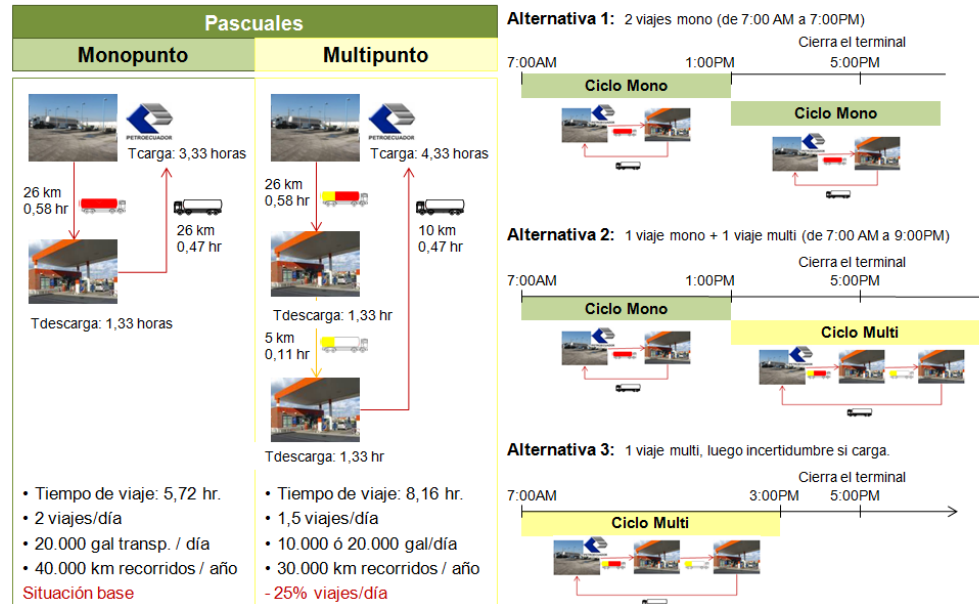 Pascuales
Monopunto
Multipunto
PETROECUADOR
Tcarga: 3,33 horas
26 km
0,58 hr
26 km
0,47 hr
Tdescarga: 1,33 horas
• Tiempo de viaje: 5,72 hr.
• 2 viajes/día
• 20.000 gal transp. / día
• 40.000 km recorridos / año
Situación base
PETROECUADOR
Tcarga: 4,33 horas
26 km
0,58 hr
10 km
0,47 hr
Tdescarga: 1,33 hr
5 km
0,11 hr
Tdescarga: 1,33 hr
• Tiempo de viaje: 8,16 hr.
• 1,5 viajes/día
• 10.000 ó 20.000 gal/día
• 30.000 km recorridos / año
- 25% viajes/día
Alternativa 1: 2 viajes mono (de 7:00 AM a 7:00PM)
Cierra el terminal
7:00AM 1:00PM 5:00PM
Ciclo Mono
PETROECUADOR
Ciclo Mono
PETROECUADOR
Alternativa 2: 1 viaje mono + 1 viaje multi (de 7:00 AM a 9:00PM)
Cierra el terminal
7:00AM 1:00PM 5:00PM
Ciclo Mono
PETROECUADOR
Ciclo Multi
PETROECUADOR
Alternativa 3: 1 viaje multi, luego incertidumbre si carga.
Cierra el terminal
7:00AM 3:00PM 5:00PM
Ciclo Multi
PETROECUADOR